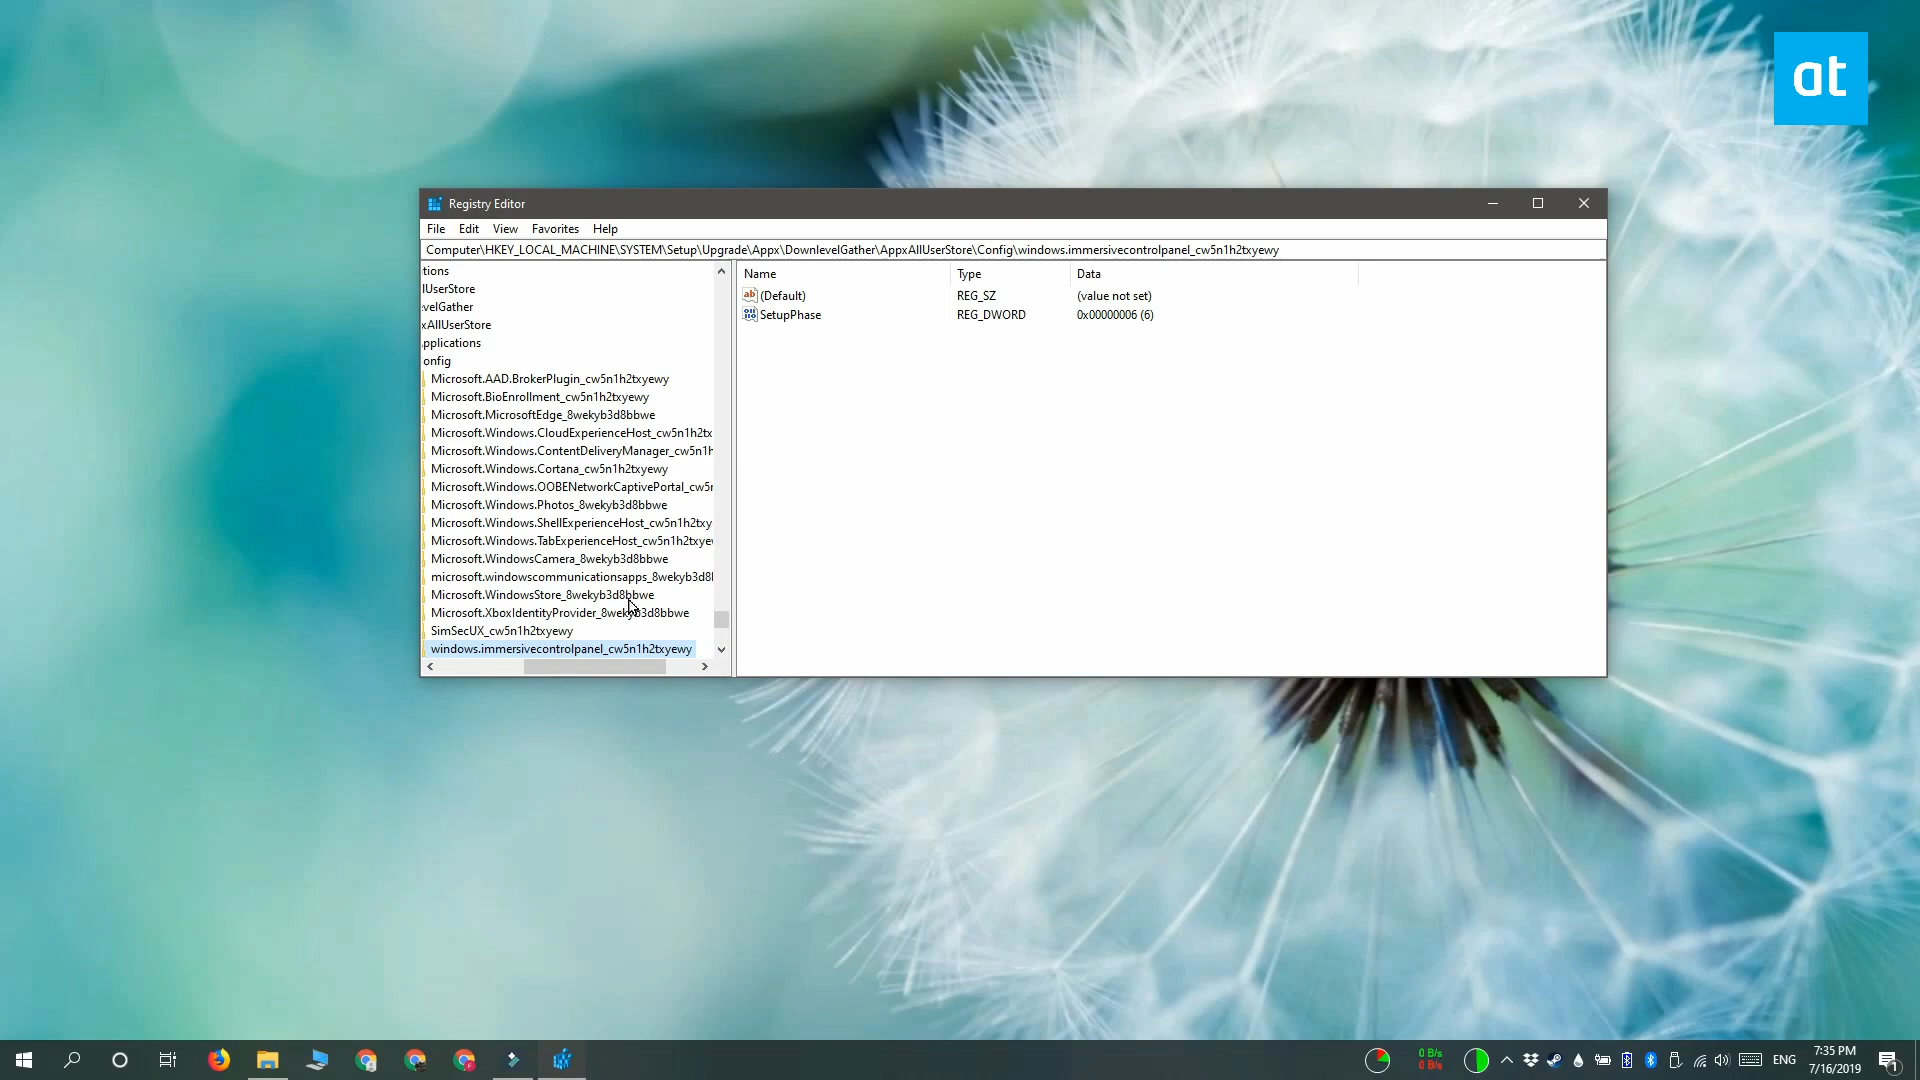 at
Registry Editor
File Edit View Favorites Help
Computer\HKEY_LOCAL_MACHINE\SYSTEM\Setup\Upgrade\Appx\DownlevelGather\AppxAllUserStore\Config\windows.immersivecontrolpanel_cw5n1h2txyewy
Name Type Data
(Default) REG_SZ (value not set)
SetupPhase REG_DWORD 0x00000006 (6)
tions
lUserStore
velGather
xAllUserStore
pplications
onfig
Microsoft.AAD.BrokerPlugin_cw5n1h2txyewy
Microsoft.BioEnrollment_cw5n1h2txyewy
Microsoft.MicrosoftEdge_8wekyb3d8bbwe
Microsoft.Windows.CloudExperienceHost_cw5n1h2tx
Microsoft.Windows.ContentDeliveryManager_cw5n1h
Microsoft.Windows.Cortana_cw5n1h2txyewy
Microsoft.Windows.OOBENetworkCaptivePortal_cw5n
Microsoft.Windows.Photos_8wekyb3d8bbwe
Microsoft.Windows.ShellExperienceHost_cw5n1h2txy
Microsoft.Windows.TabExperienceHost_cw5n1h2txyew
Microsoft.WindowsCamera_8wekyb3d8bbwe
microsoft.windowscommunicationsapps_8wekyb3d8l
Microsoft.WindowsStore_8wekyb3d8bbwe
Microsoft.XboxIdentityProvider_8wekyb3d8bbwe
SimSecUX_cw5n1h2txyewy
windows.immersivecontrolpanel_cw5n1h2txyewy
0 B/s
0 B/s
ENG
7:35 PM
7/16/2019
1